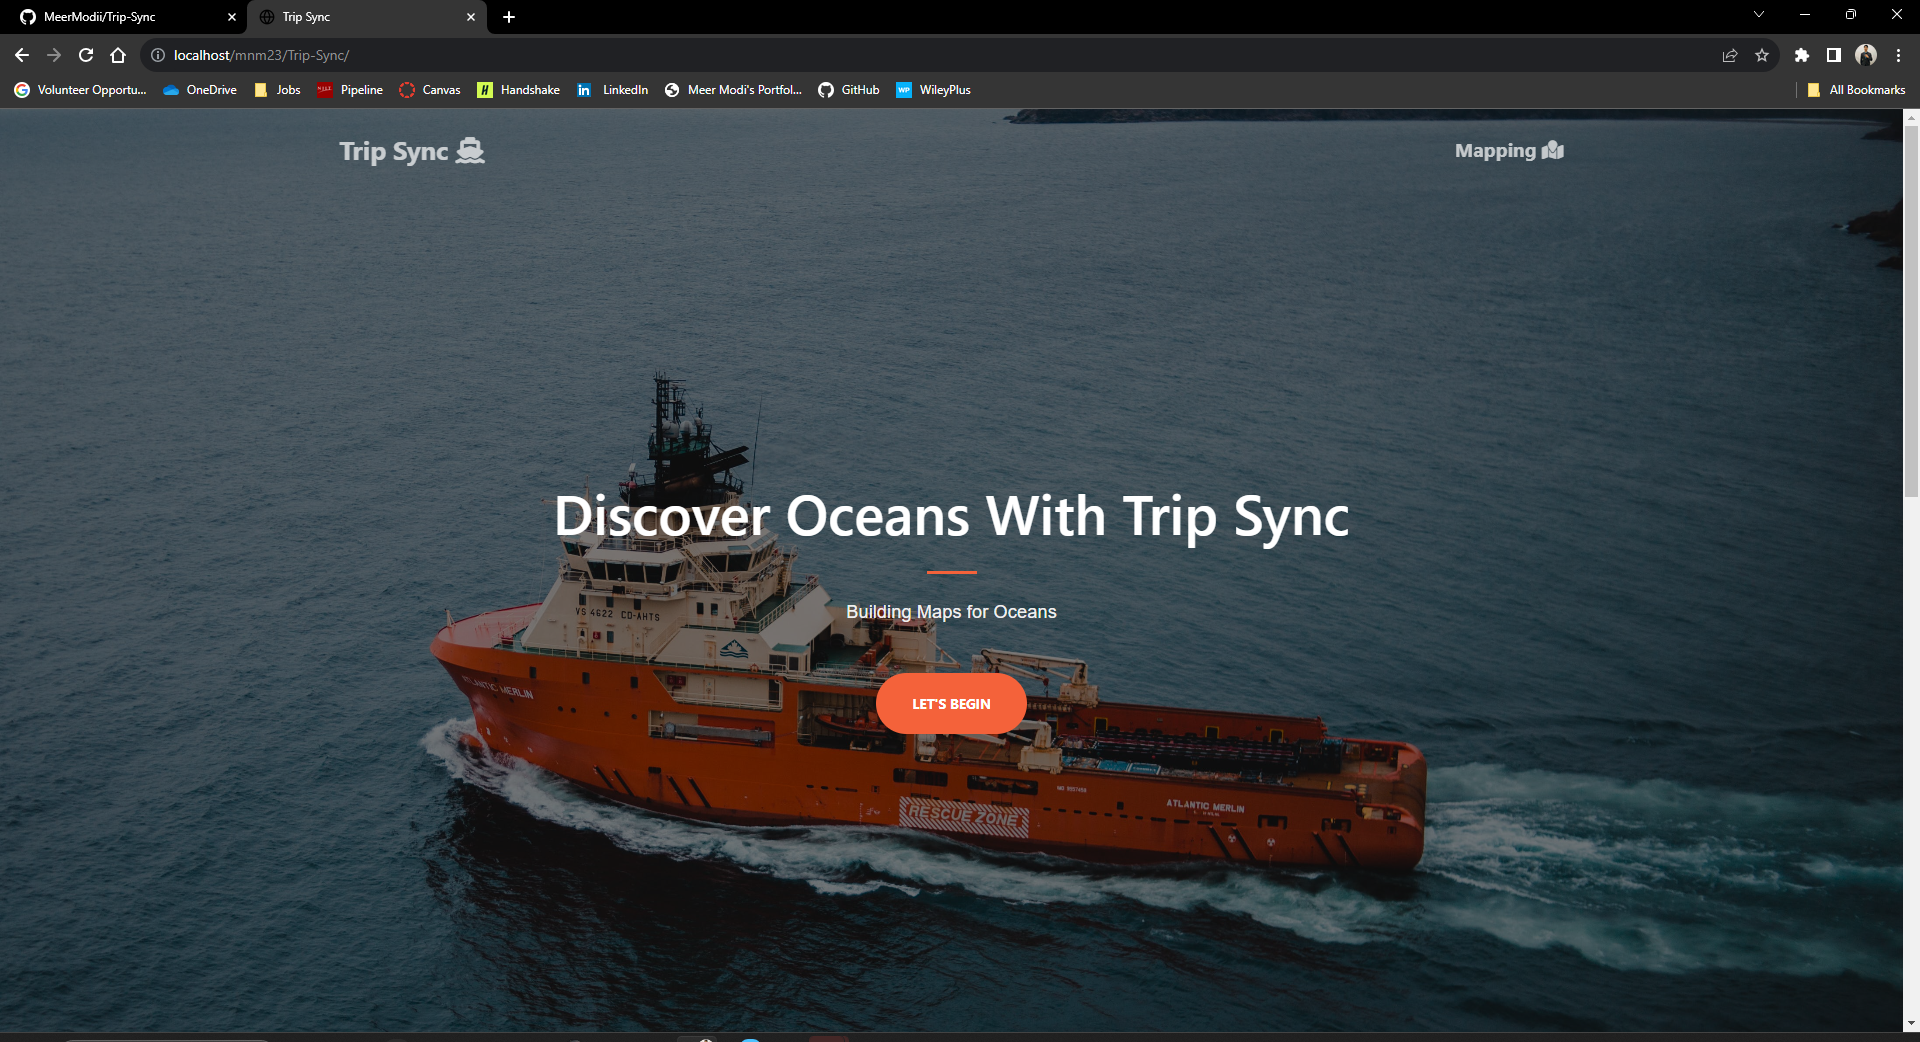 MeerModii/Trip-Sync
Trip Sync
localhost/mnm23/Trip-Sync/
Volunteer Opportu...
OneDrive
Jobs
Pipeline
Canvas
Handshake
LinkedIn
Meer Modi's Portfol...
GitHub
WP
WileyPlus
All Bookmarks
Trip Sync
Mapping
Discover Oceans With Trip Sync
Building Maps for Oceans
LET'S BEGIN
VS 4622 CO-AHTS
ATLANTIC MERLIN
RESCUE ZONE
ATLANTIC MERLIN